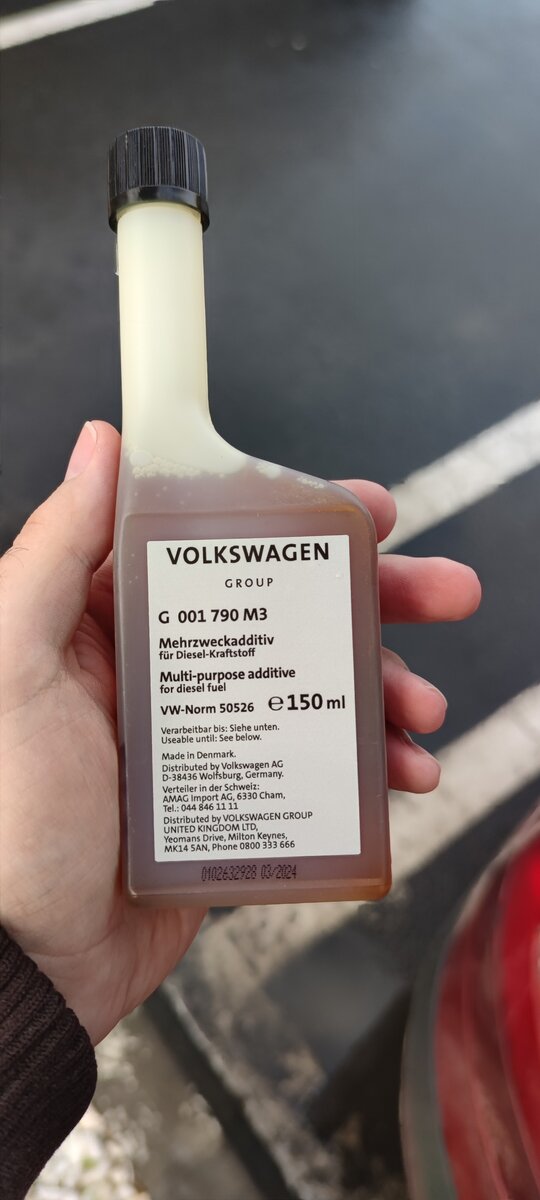 VOLKSWAGEN
GROUP
G 001 790 M3
Mehrzweckadditiv
für Diesel-Kraftstoff
Multi-purpose additive
for diesel fuel
VW-Norm 50526 ℮150 ml
Verarbeitbar bis: Siehe unten.
Useable until: See below.
Made in Denmark.
Distributed by Volkswagen AG
D-38436 Wolfsburg, Germany.
Verteiler in der Schweiz:
AMAG Import AG, 6330 Cham,
Tel.: 044 846 11 11
Distributed by VOLKSWAGEN GROUP
UNITED KINGDOM LTD,
Yeomans Drive, Milton Keynes,
MK14 5AN, Phone 0800 333 666
0102632928 03/2024